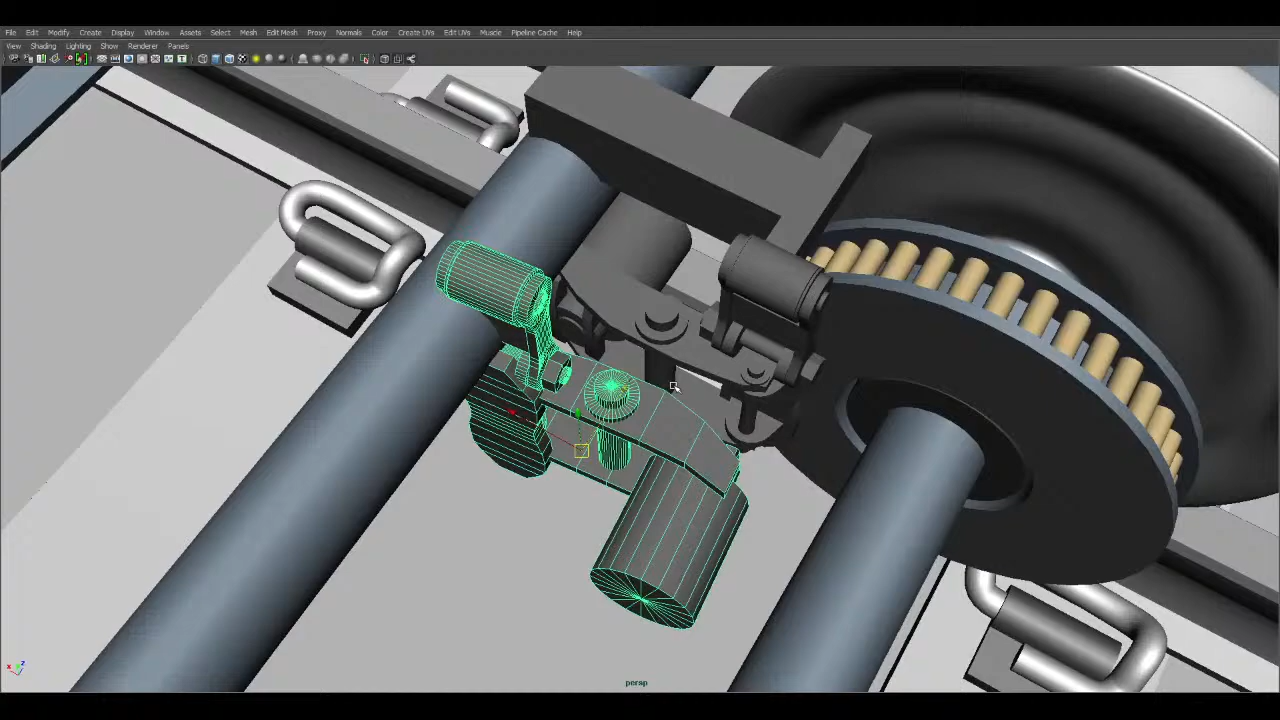 File Edit Modify Create Display Window Assets Select Mesh Edit Mesh Proxy Normals Color Create UVs Edit UVs Muscle Pipeline Cache Help
View Shading Lighting Show Renderer Panels
persp